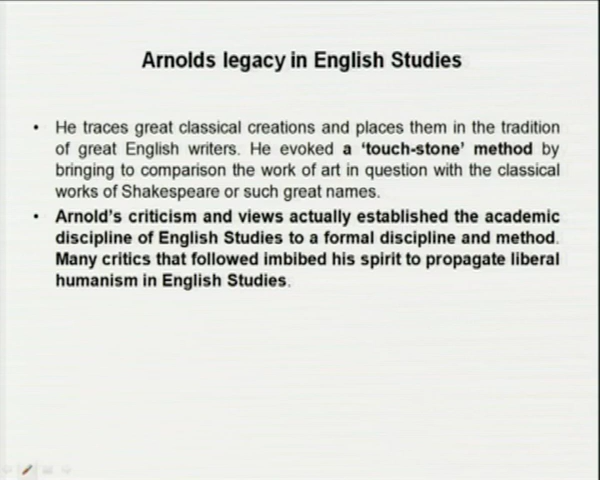 Arnolds legacy in English Studies
• He traces great classical creations and places them in the tradition
of great English writers. He evoked a ‘touch-stone’ method by
bringing to comparison the work of art in question with the classical
works of Shakespeare or such great names.
• Arnold’s criticism and views actually established the academic
discipline of English Studies to a formal discipline and method.
Many critics that followed imbibed his spirit to propagate liberal
humanism in English Studies.